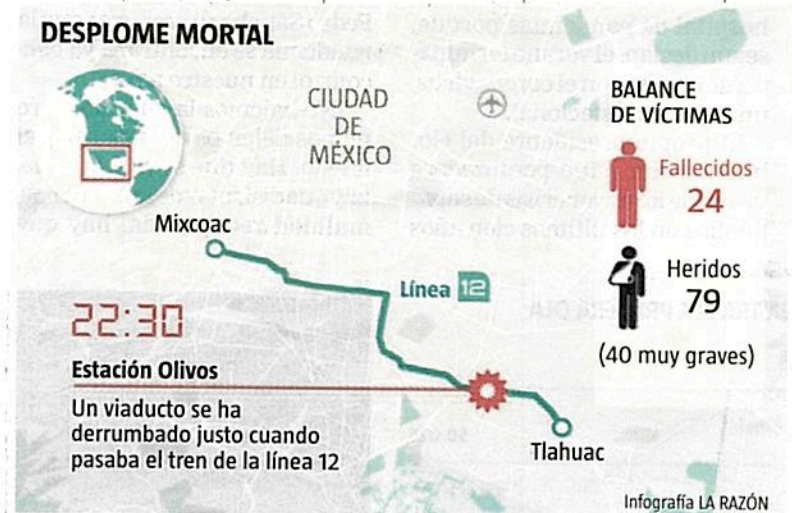 DESPLOME MORTAL
CIUDAD
DE
MÉXICO
Mixcoac
Línea 12
22:30
Estación Olivos
Un viaducto se ha
derrumbado justo cuando
pasaba el tren de la línea 12
Tlahuac
BALANCE
DE VÍCTIMAS
Fallecidos
24
Heridos
79
(40 muy graves)
Infografía LA RAZÓN